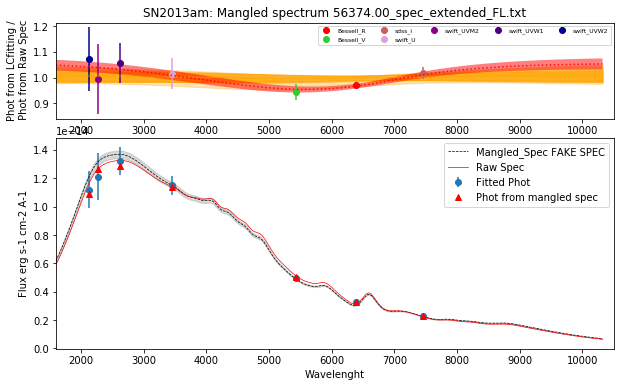 SN2013am: Mangled spectrum 56374.00_spec_extended_FL.txt
Phot from LCfitting /
Phot from Raw Spec
1.2
1.1
1.0
0.9
Bessell_R
sdss_i
swift_UVM2
swift_UVW1
swift_UVW2
Bessell_V
swift_U
2000 3000 4000 5000 6000 7000 8000 9000 10000
1e−14
Flux erg s-1 cm-2 A-1
1.4
1.2
1.0
0.8
0.6
0.4
0.2
0.0
Mangled_Spec FAKE SPEC
Raw Spec
Fitted Phot
Phot from mangled spec
2000 3000 4000 5000 6000 7000 8000 9000 10000
Wavelenght